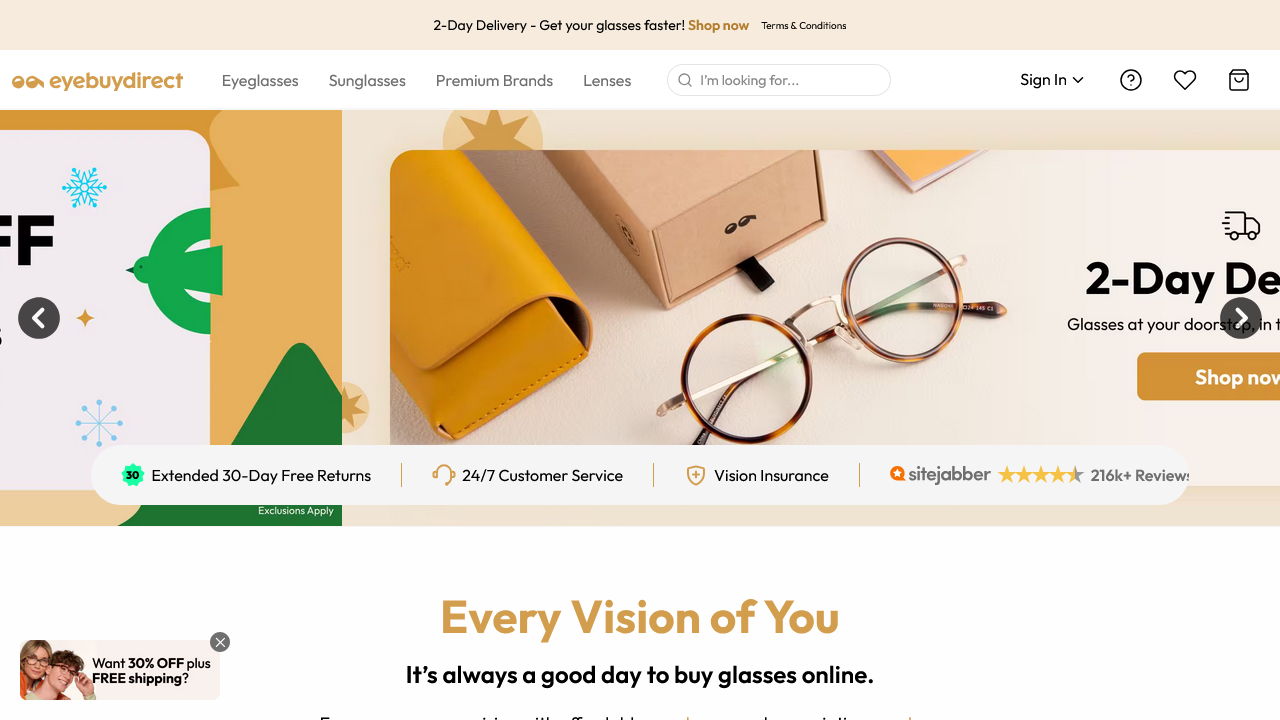 2-Day Delivery - Get your glasses faster! Shop now Terms & Conditions
eyebuydirect Eyeglasses Sunglasses Premium Brands Lenses I'm looking for... Sign In
FF
2-Day De
Glasses at your doorstep, in t
Shop now
Extended 30-Day Free Returns 24/7 Customer Service Vision Insurance sitejabber 216k+ Reviews
30
Exclusions Apply
Every Vision of You
It's always a good day to buy glasses online.
Want 30% OFF plus
FREE shipping?